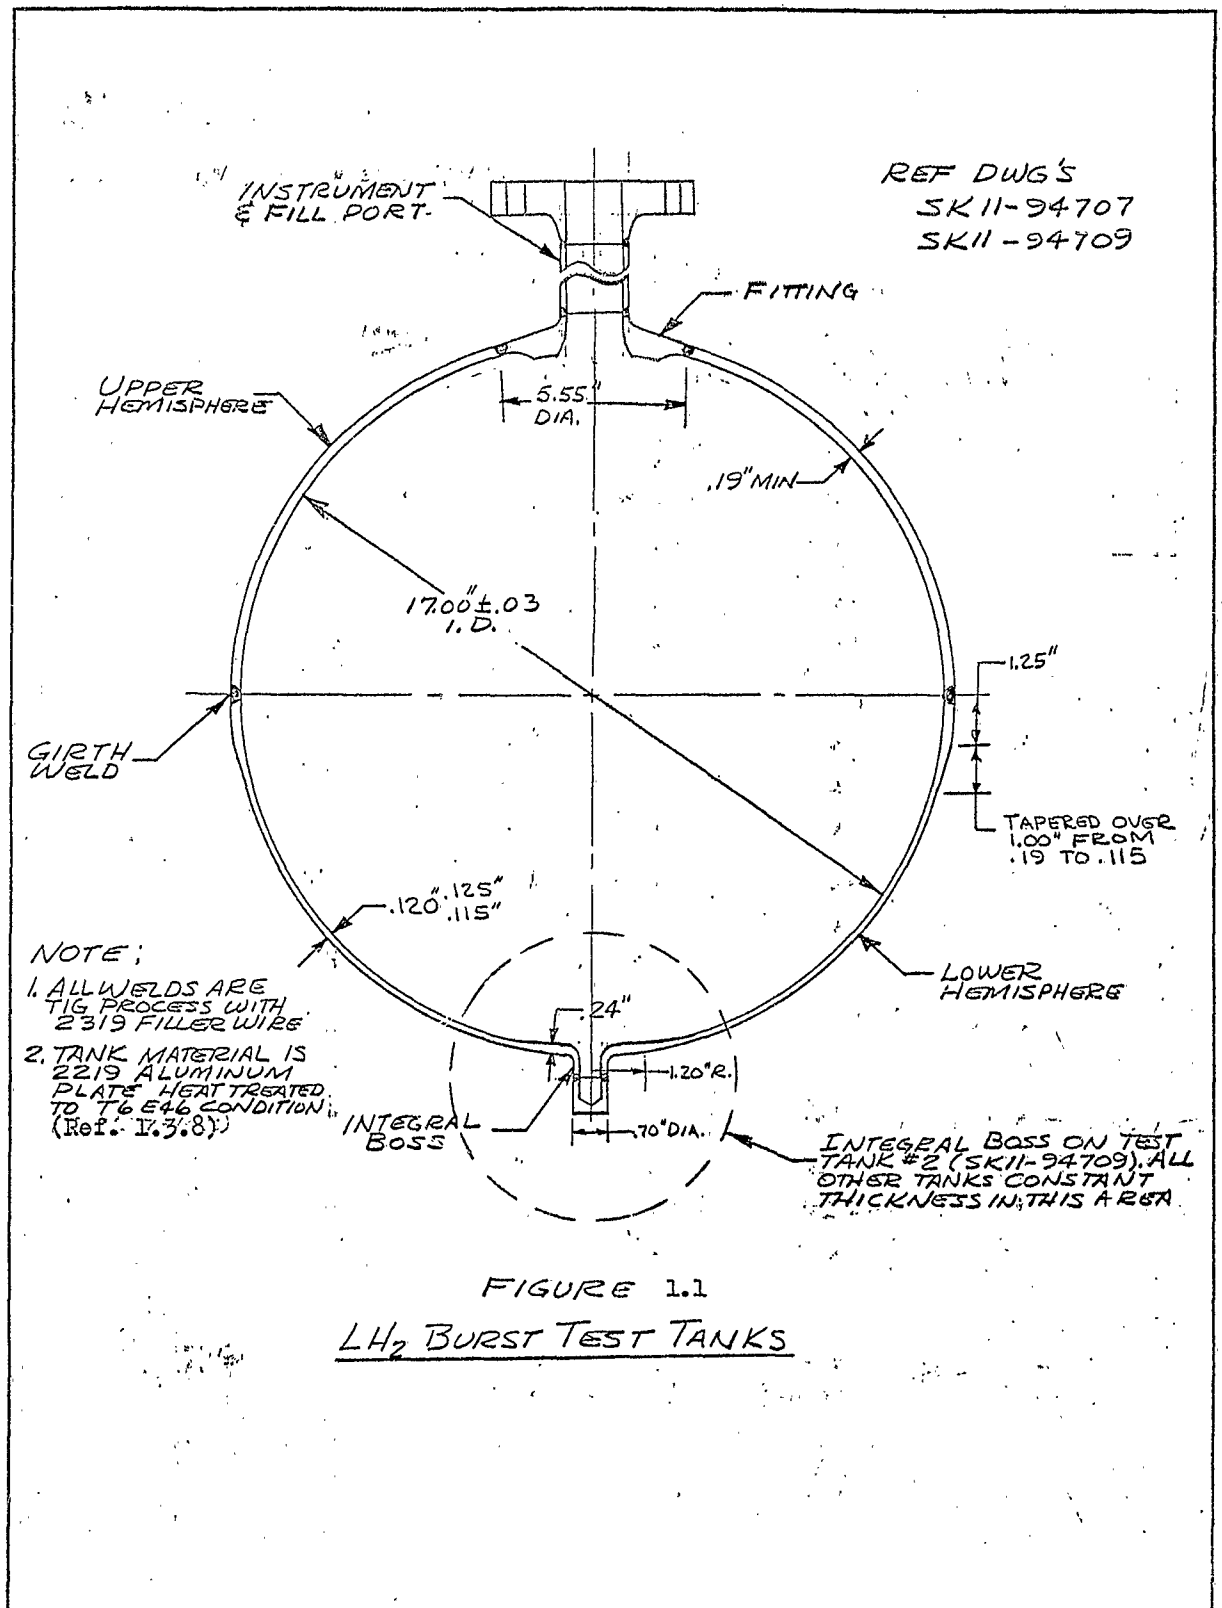 REF DWG'S
SK11-94707
SK11-94709
INSTRUMENT
& FILL PORT
FITTING
UPPER
HEMISPHERE
5.55"
DIA.
.19" MIN
17.00" ±.03
I.D.
1.25"
GIRTH
WELD
TAPERED OVER
1.00" FROM
.19 TO .115
.120" .125"
.115"
NOTE;
1. ALL WELDS ARE
TIG PROCESS WITH
2319 FILLER WIRE
2. TANK MATERIAL IS
2219 ALUMINUM
PLATE HEAT TREATED
TO T6E46 CONDITION
(Ref. I.3.8)
LOWER
HEMISPHERE
.24"
1.20" R.
INTEGRAL
BOSS
.70" DIA.
INTEGRAL BOSS ON TEST
TANK #2 (SK11-94709). ALL
OTHER TANKS CONSTANT
THICKNESS IN THIS AREA
FIGURE 1.1
LH₂ BURST TEST TANKS